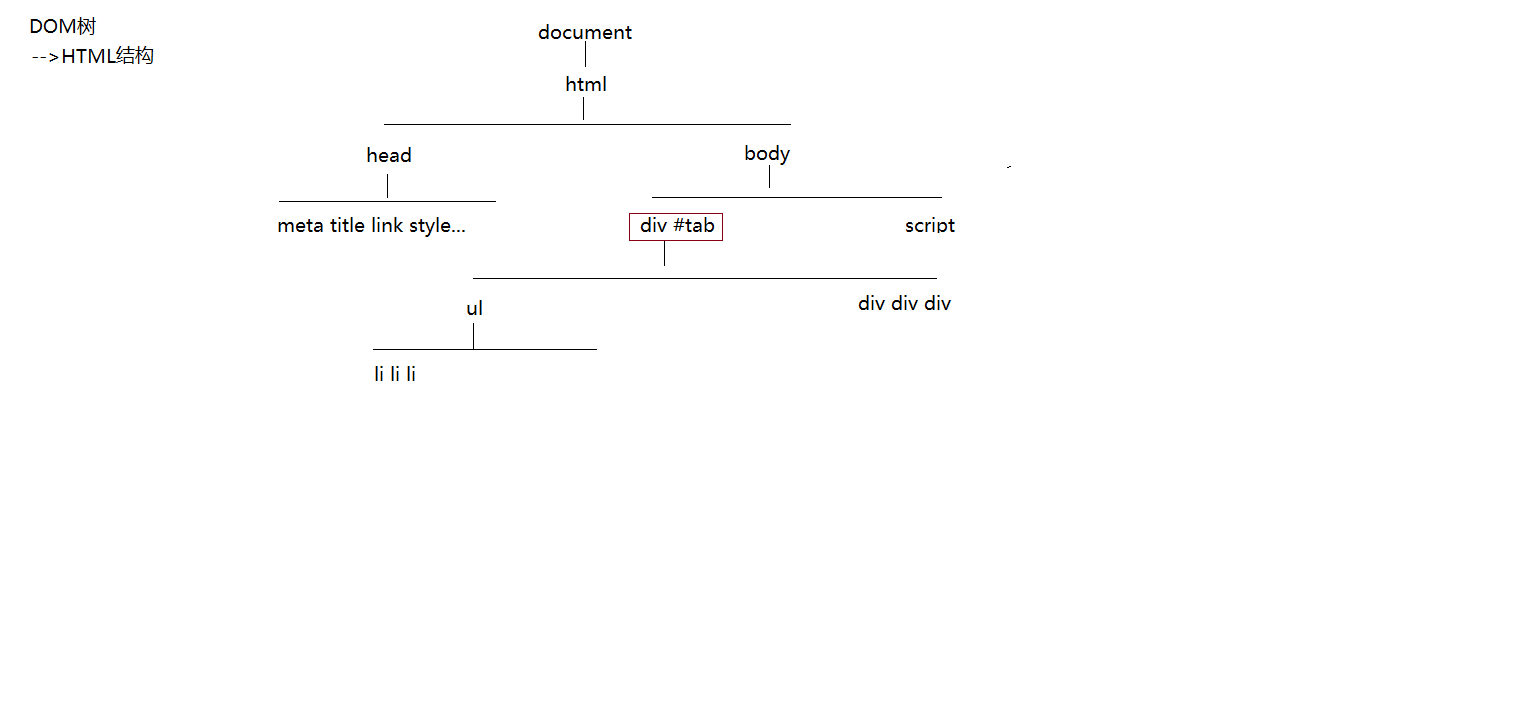 DOM树
-->HTML结构
document
html
head
body
meta title link style...
div #tab
script
ul
div div div
li li li